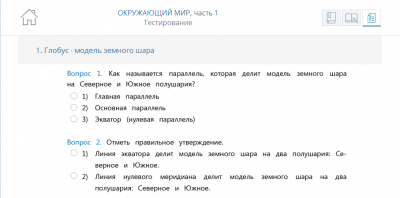 ОКРУЖАЮЩИЙ МИР, часть 1
Тестирование
1. Глобус - модель земного шара
Вопрос 1. Как называется параллель, которая делит модель земного шара
на Северное и Южное полушария?
1) Главная параллель
2) Основная параллель
3) Экватор (нулевая параллель)
Вопрос 2. Отметь правильное утверждение.
1) Линия экватора делит модель земного шара на два полушария: Се-
верное и Южное.
2) Линия нулевого меридиана делит модель земного шара на два
полушария: Северное и Южное.